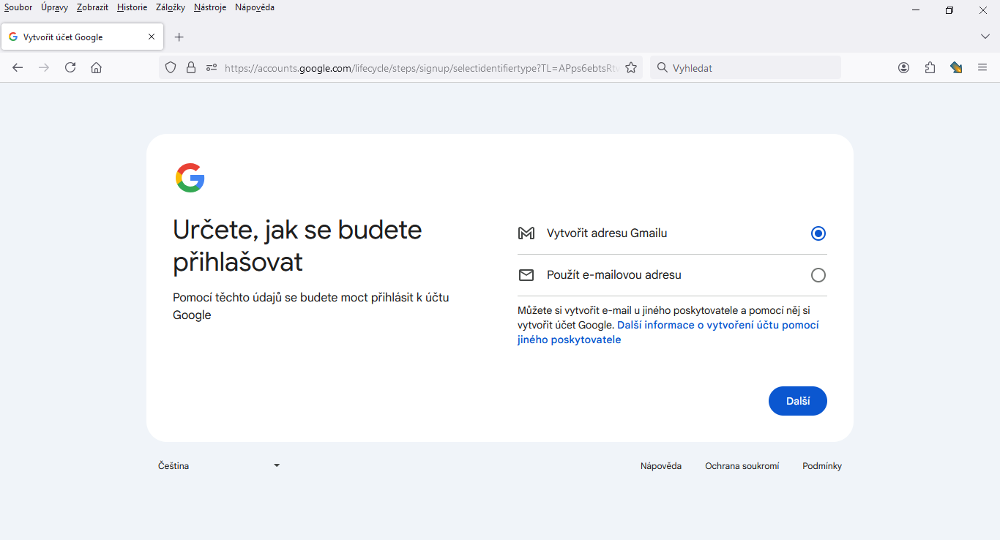 Soubor Úpravy Zobrazit Historie Záložky Nástroje Nápověda
Vytvořit účet Google
https://accounts.google.com/lifecycle/steps/signup/selectidentifiertype?TL=APps6ebtsRtv
Vyhledat
Určete, jak se budete
přihlašovat
Pomocí těchto údajů se budete moct přihlásit k účtu
Google
Vytvořit adresu Gmailu
Použít e-mailovou adresu
Můžete si vytvořit e-mail u jiného poskytovatele a pomocí něj si
vytvořit účet Google. Další informace o vytvoření účtu pomocí
jiného poskytovatele
Další
Čeština
Nápověda Ochrana soukromí Podmínky